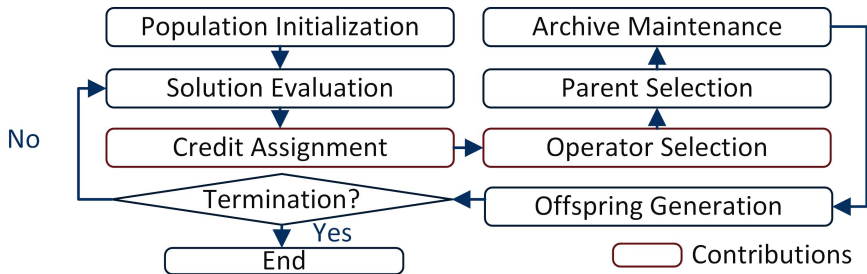 Population Initialization
Solution Evaluation
Credit Assignment
Operator Selection
Parent Selection
Archive Maintenance
Offspring Generation
Termination?
No
Yes
End
Contributions